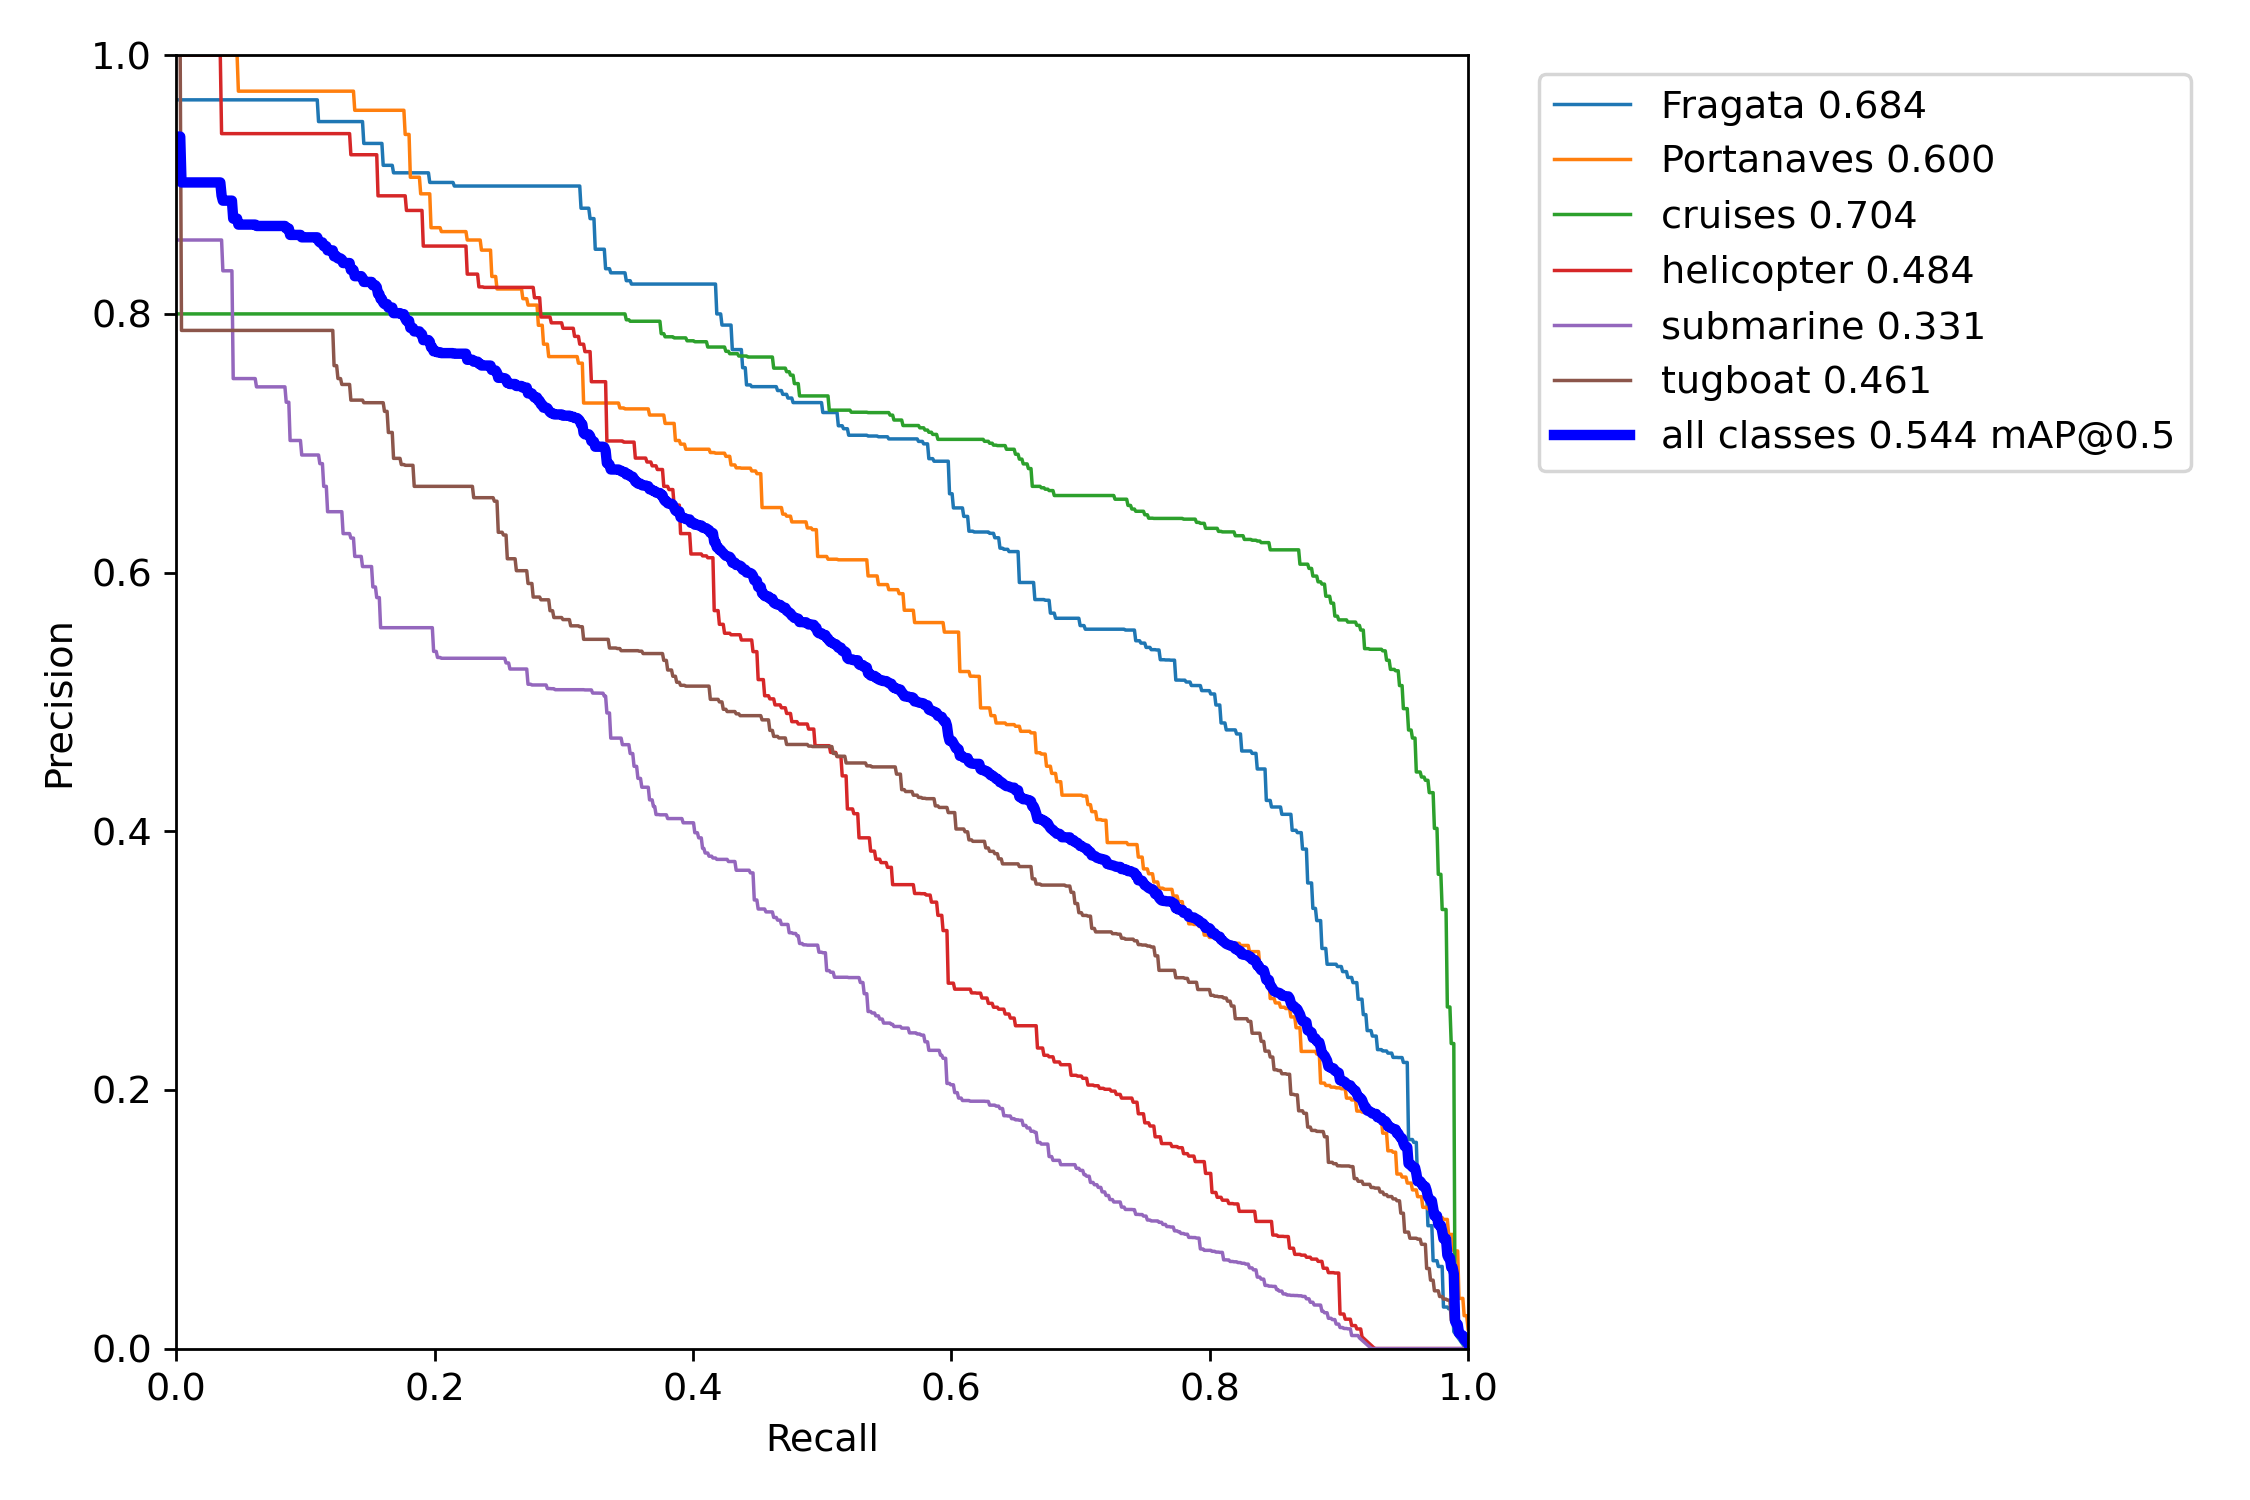 1.0
0.8
0.6
0.4
0.2
0.0
Precision
0.0 0.2 0.4 0.6 0.8 1.0
Recall
Fragata 0.684
Portanaves 0.600
cruises 0.704
helicopter 0.484
submarine 0.331
tugboat 0.461
all classes 0.544 mAP@0.5